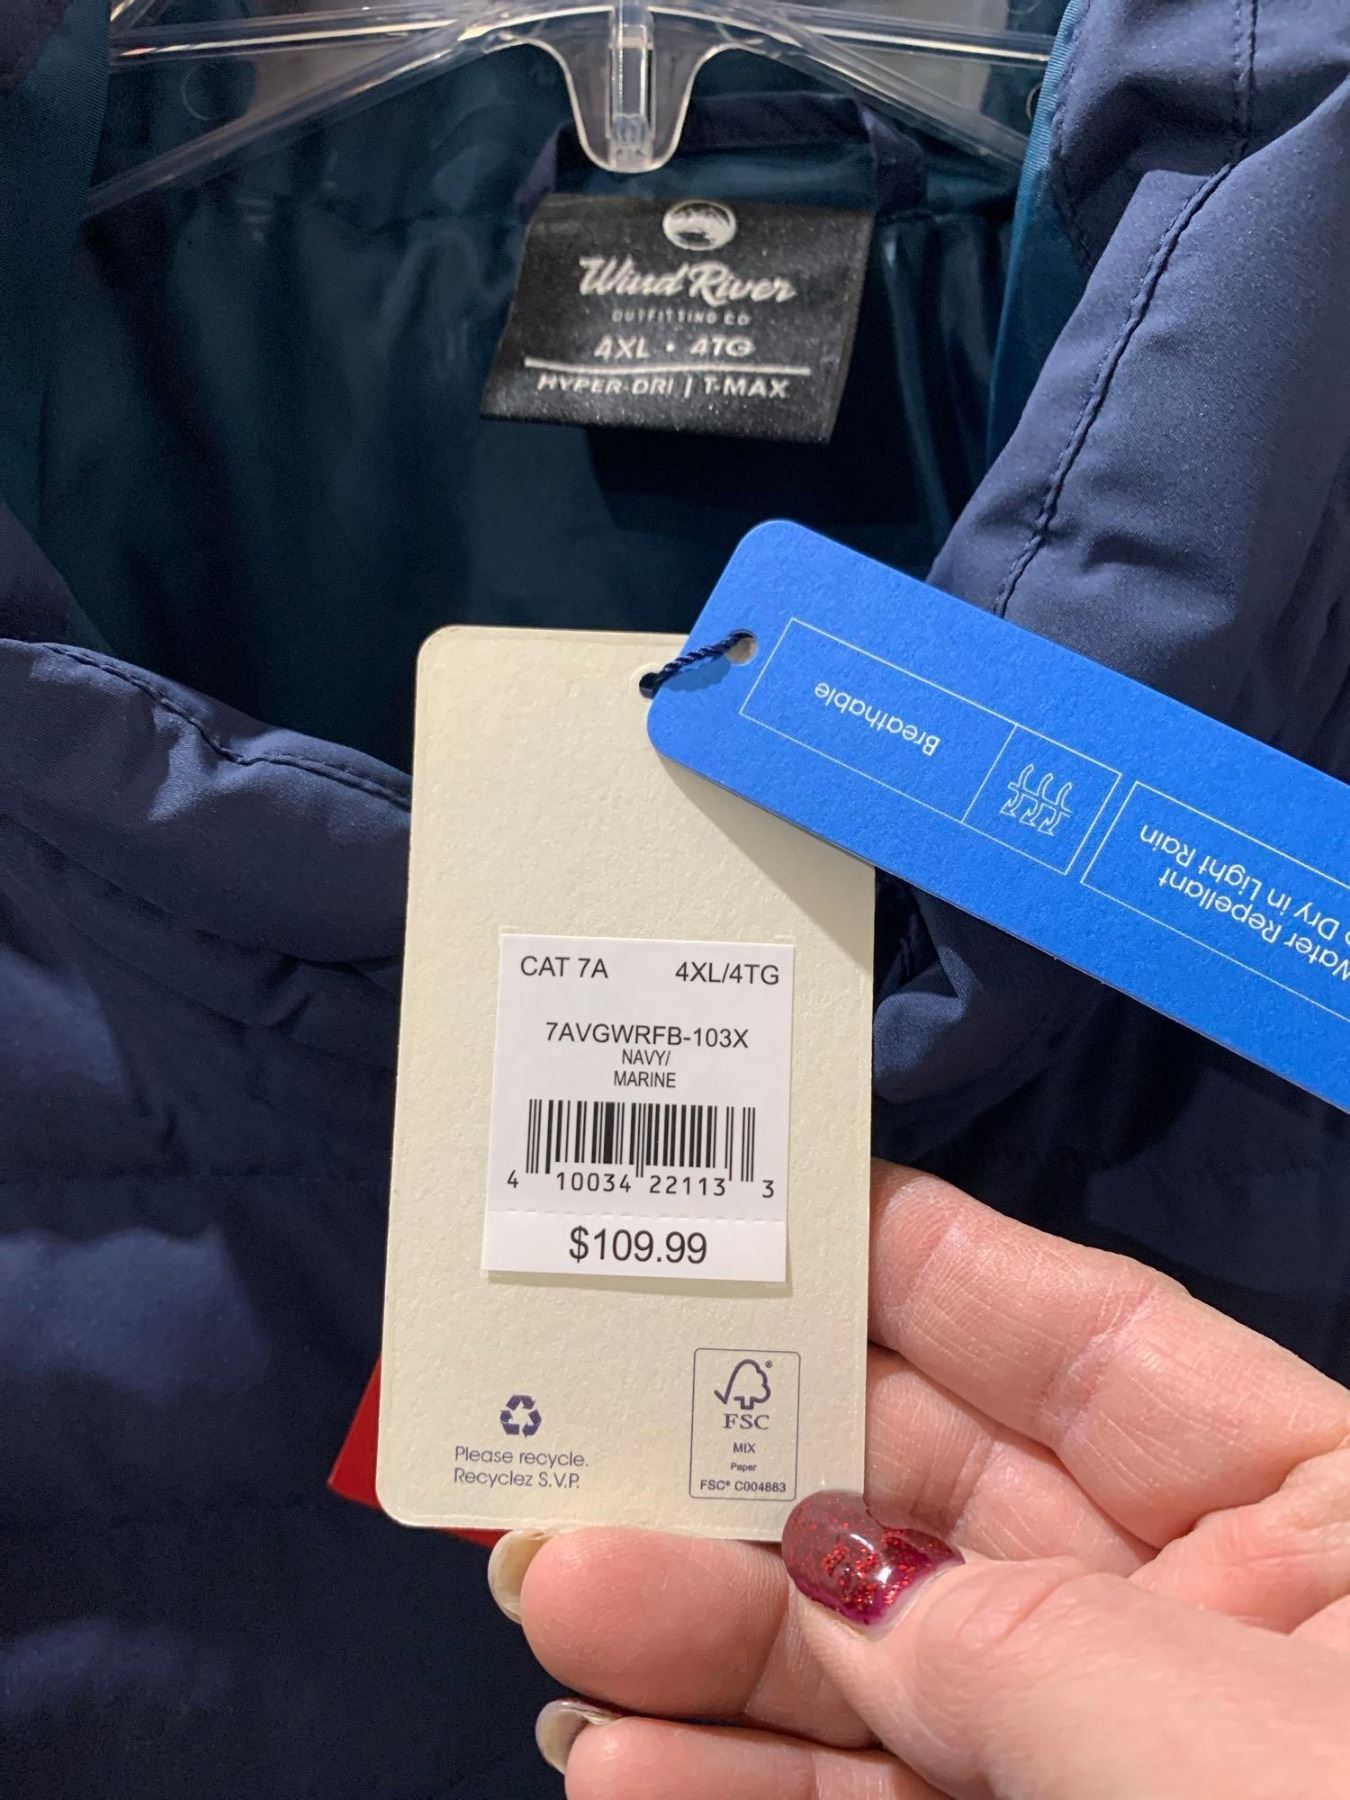 Wind River
OUTFITTING CO
4XL • 4TG
HYPER-DRI | T-MAX
Breathable
Water Repellant
Dry in Light Rain
CAT 7A 4XL/4TG
7AVGWRFB-103X
NAVY/
MARINE
4 10034 22113 3
$109.99
Please recycle.
Recyclez S.V.P.
FSC
MIX
Paper
FSC® C004883